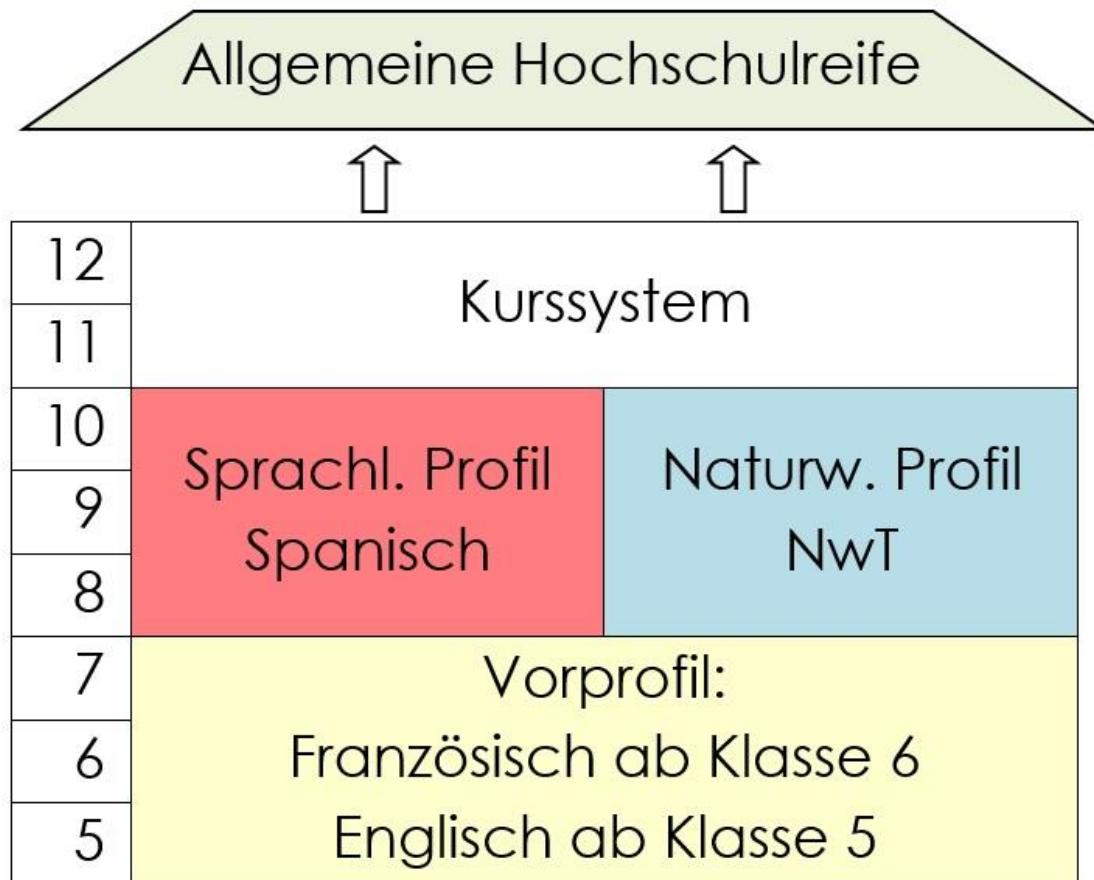 Allgemeine Hochschulreife
12
11
Kurssystem
10
9
8
Sprachl. Profil
Spanisch
Naturw. Profil
NwT
7
6
5
Vorprofil:
Französisch ab Klasse 6
Englisch ab Klasse 5